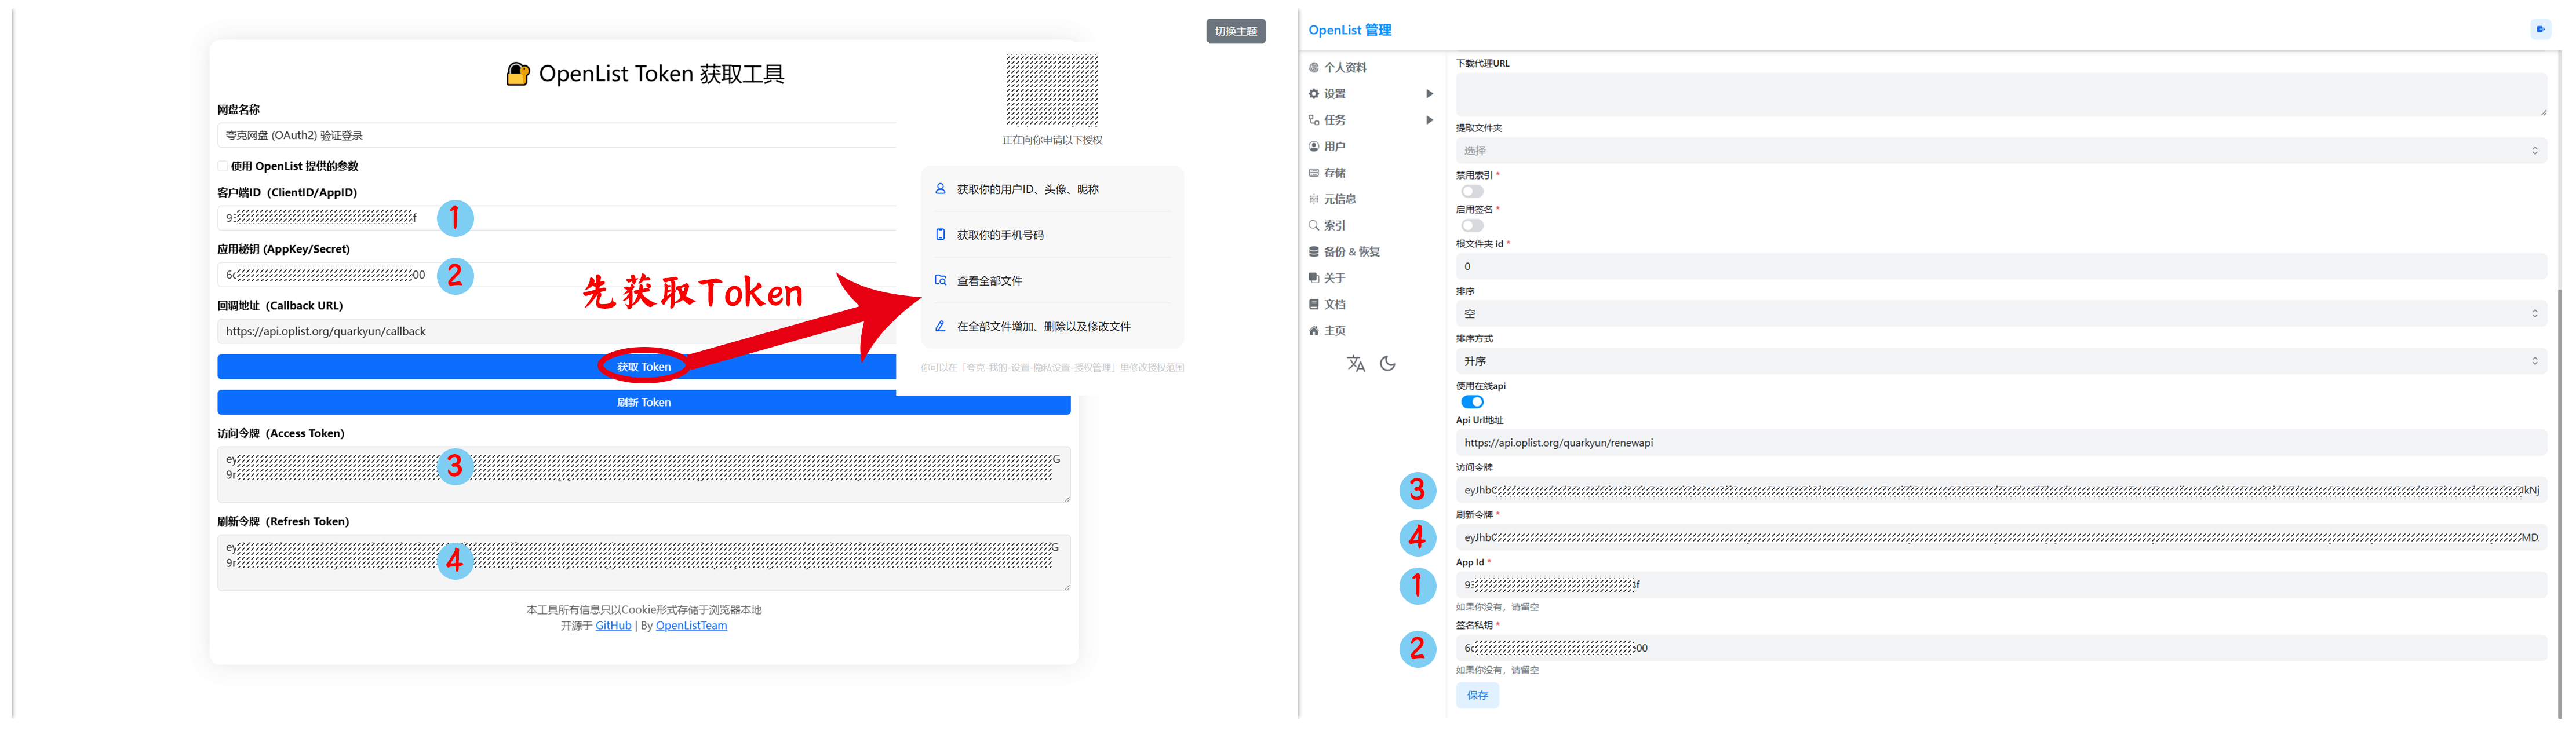 切换主题
OpenList Token 获取工具
网盘名称
夸克网盘 (OAuth2) 验证登录
使用 OpenList 提供的参数
客户端ID（ClientID/AppID)
93 f
1
应用秘钥 (AppKey/Secret)
6c 00
2
回调地址（Callback URL)
https://api.oplist.org/quarkyun/callback
获取 Token
刷新 Token
先获取Token
正在向你申请以下授权
获取你的用户ID、头像、昵称
获取你的手机号码
查看全部文件
在全部文件增加、删除以及修改文件
你可以在「夸克-我的-设置-隐私设置-授权管理」里修改授权范围
访问令牌（Access Token)
ey G
9r
3
刷新令牌（Refresh Token)
ey G
9r
4
本工具所有信息只以Cookie形式存储于浏览器本地
开源于 GitHub | By OpenListTeam
OpenList 管理
个人资料
设置
任务
用户
存储
元信息
索引
备份 & 恢复
关于
文档
主页
下载代理URL
提取文件夹
选择
禁用索引 *
启用签名 *
根文件夹 id *
0
排序
空
排序方式
升序
使用在线api
Api Url地址
https://api.oplist.org/quarkyun/renewapi
访问令牌
3
eyJhbC IkNj
刷新令牌 *
4
eyJhbC MD
App Id *
1
93 3f
如果你没有，请留空
签名私钥 *
2
6c e00
如果你没有，请留空
保存